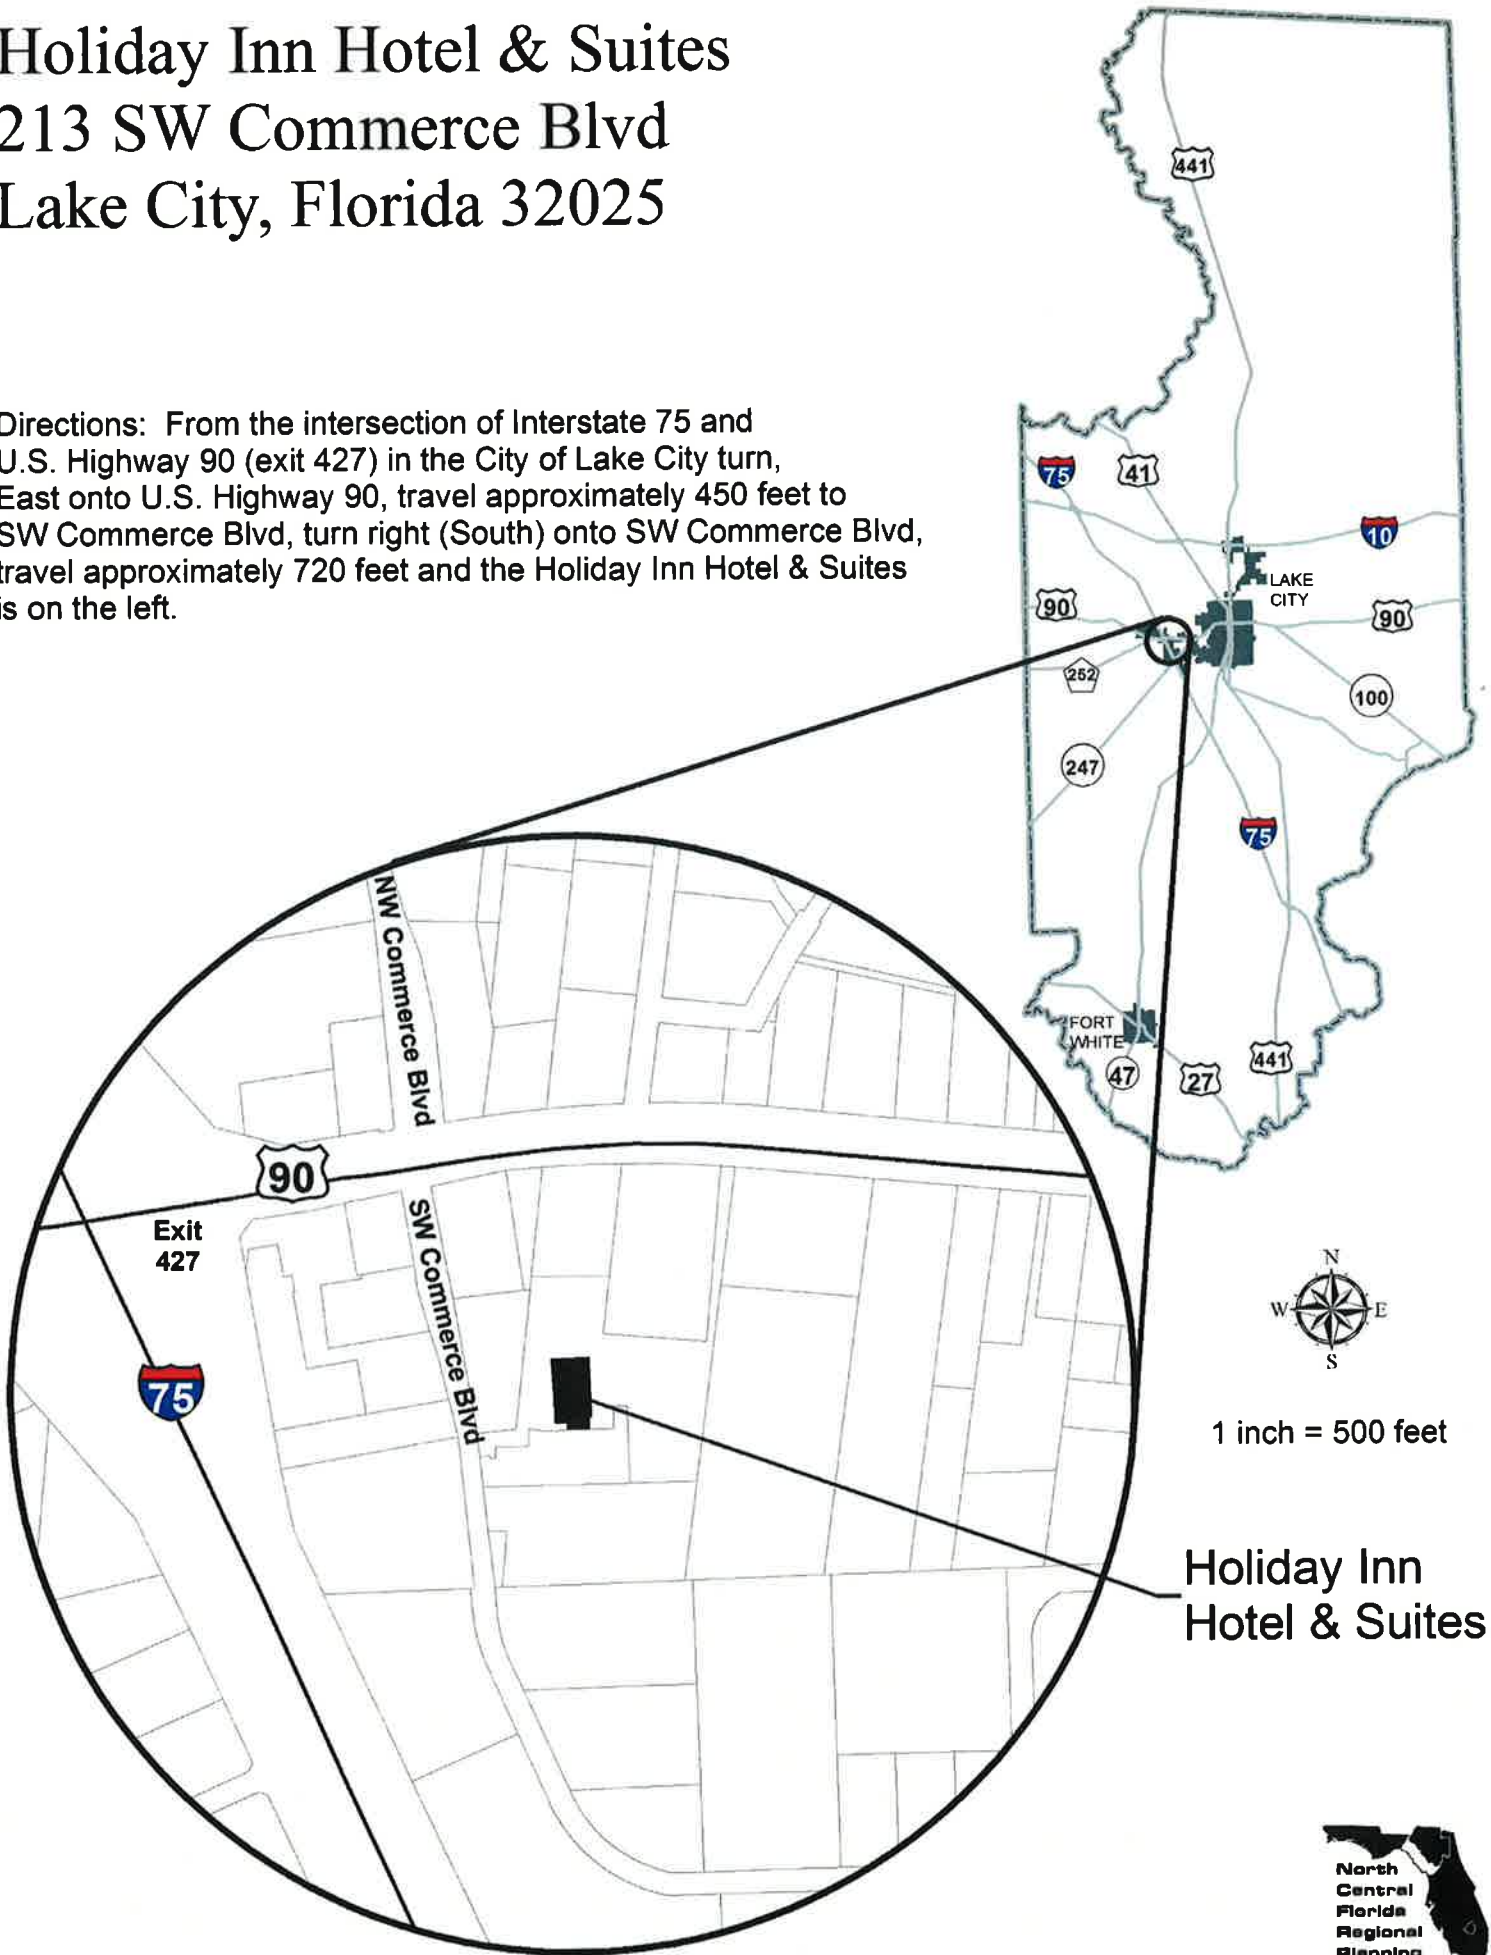 Holiday Inn Hotel & Suites
213 SW Commerce Blvd
Lake City, Florida 32025
Directions: From the intersection of Interstate 75 and
U.S. Highway 90 (exit 427) in the City of Lake City turn,
East onto U.S. Highway 90, travel approximately 450 feet to
SW Commerce Blvd, turn right (South) onto SW Commerce Blvd,
travel approximately 720 feet and the Holiday Inn Hotel & Suites
is on the left.
441
75
41
10
LAKE
CITY
90
90
252
100
247
75
FORT
WHITE
47
27
441
NW Commerce Blvd
90
Exit
427
SW Commerce Blvd
75
N
W E
S
1 inch = 500 feet
Holiday Inn
Hotel & Suites
North
Central
Florida
Regional
Planning